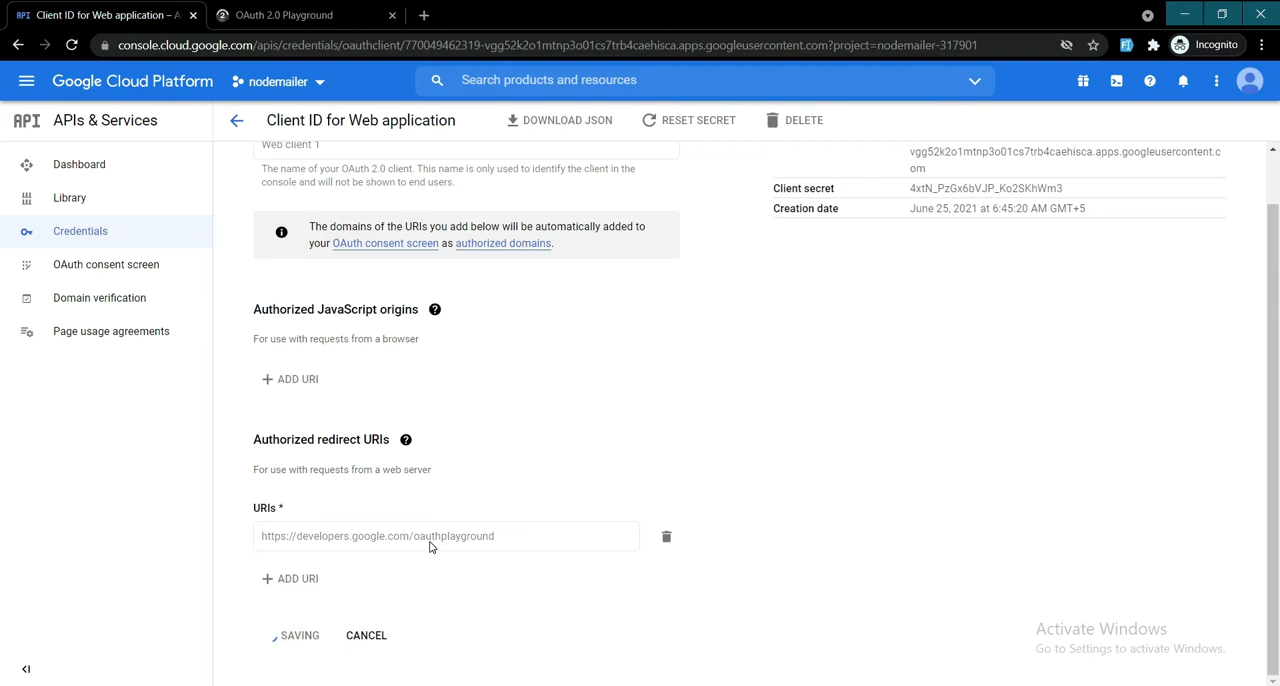 API Client ID for Web application – A
OAuth 2.0 Playground
console.cloud.google.com/apis/credentials/oauthclient/770049462319-vgg52k2o1mtnp3o01cs7trb4caehisca.apps.googleusercontent.com?project=nodemailer-317901
Incognito
Google Cloud Platform
nodemailer
Search products and resources
API APIs & Services
Client ID for Web application
DOWNLOAD JSON
RESET SECRET
DELETE
Dashboard
Library
Credentials
OAuth consent screen
Domain verification
Page usage agreements
Web client 1
The name of your OAuth 2.0 client. This name is only used to identify the client in the
console and will not be shown to end users.
The domains of the URIs you add below will be automatically added to
your OAuth consent screen as authorized domains.
Authorized JavaScript origins
For use with requests from a browser
+ ADD URI
Authorized redirect URIs
For use with requests from a web server
URIs *
https://developers.google.com/oauthplayground
+ ADD URI
SAVING
CANCEL
vgg52k2o1mtnp3o01cs7trb4caehisca.apps.googleusercontent.c
om
Client secret 4xtN_PzGx6bVJP_Ko2SKhWm3
Creation date June 25, 2021 at 6:45:20 AM GMT+5
Activate Windows
Go to Settings to activate Windows.